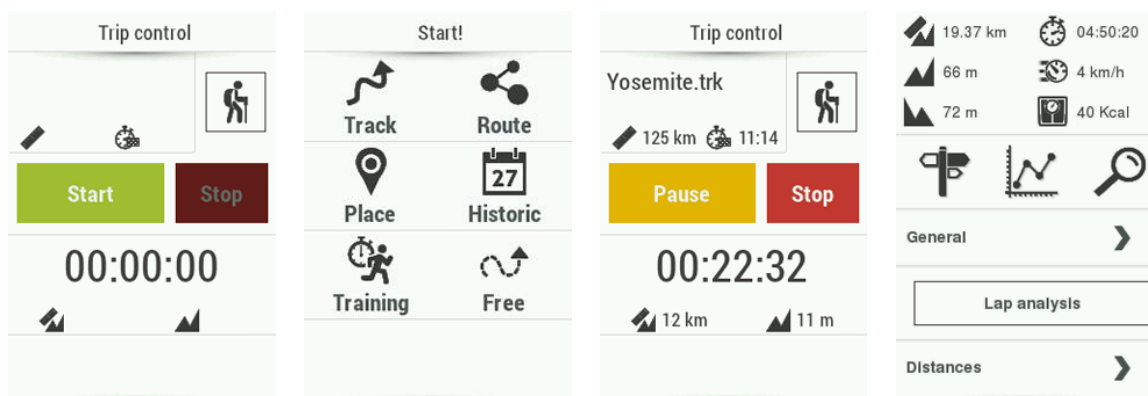 Trip control
Start
Stop
00:00:00
Start!
Track
Route
27
Place
Historic
Training
Free
Trip control
Yosemite.trk
125 km
11:14
Pause
Stop
00:22:32
12 km
11 m
19.37 km
04:50:20
66 m
4 km/h
72 m
40 Kcal
General
Lap analysis
Distances